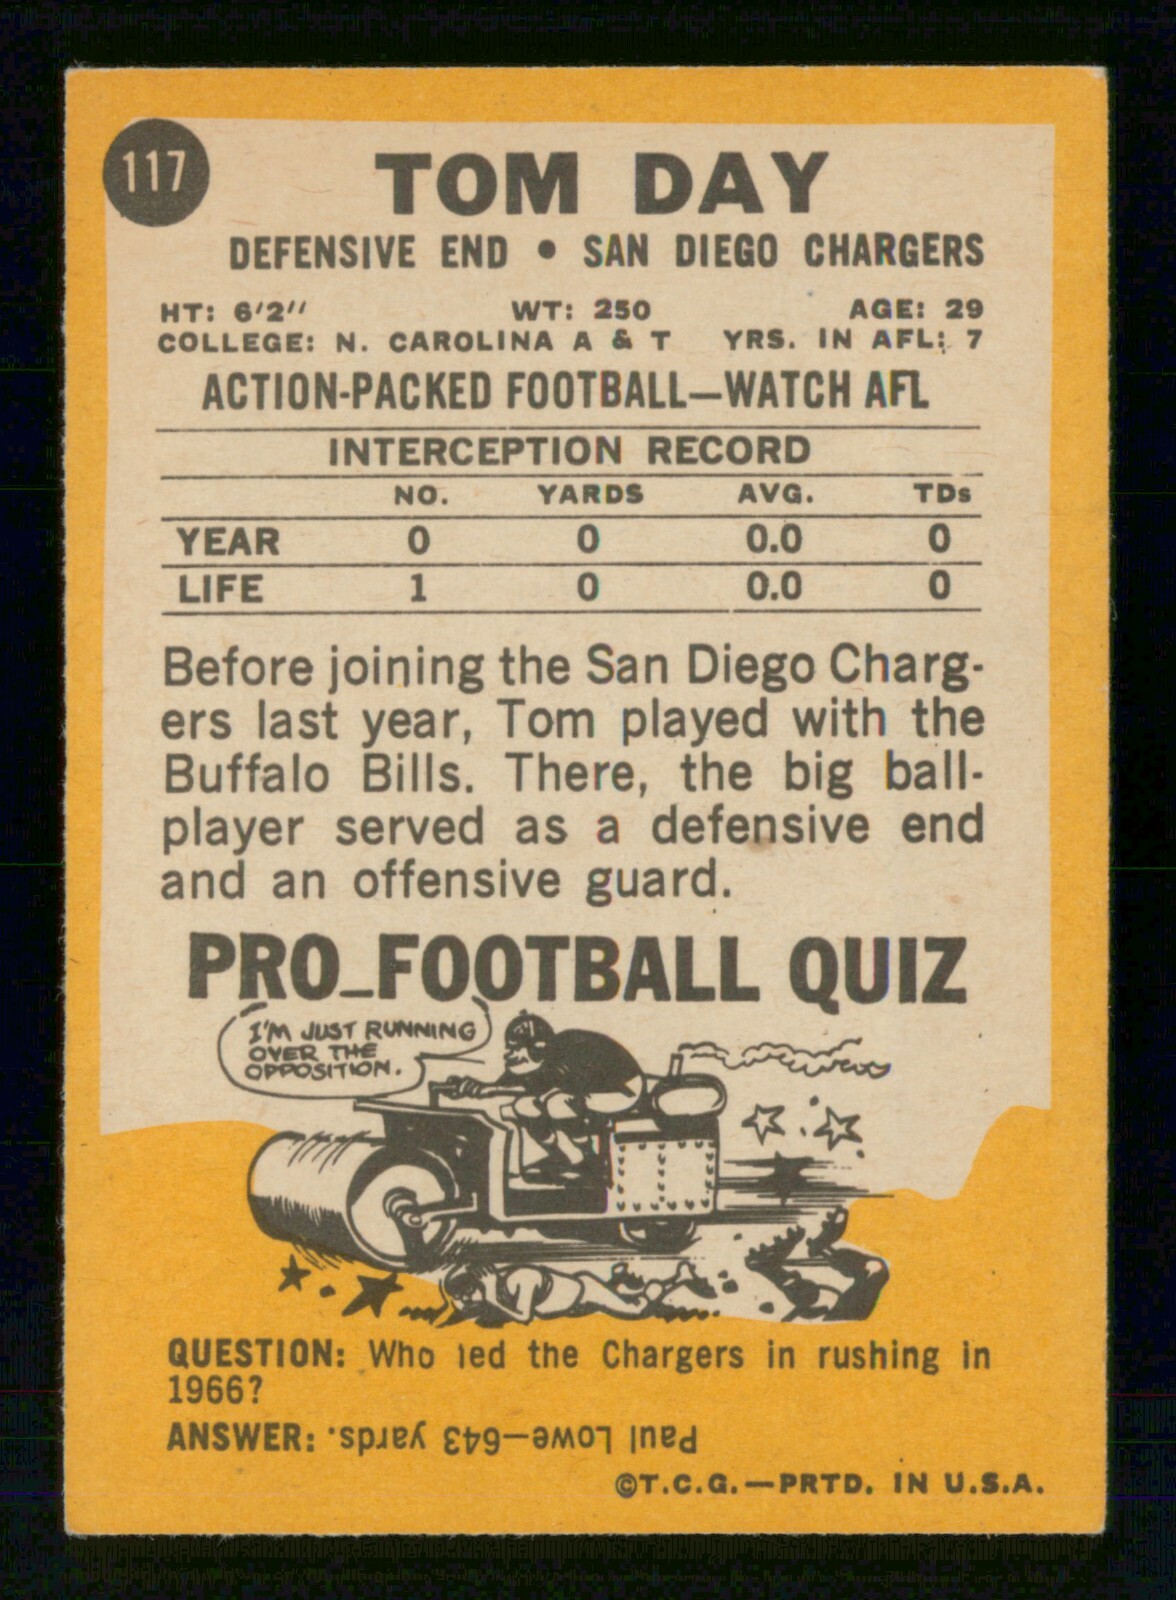 117
TOM DAY
DEFENSIVE END • SAN DIEGO CHARGERS
HT: 6'2" WT: 250 AGE: 29
COLLEGE: N. CAROLINA A & T YRS. IN AFL: 7
ACTION-PACKED FOOTBALL—WATCH AFL
INTERCEPTION RECORD
NO. YARDS AVG. TDs
YEAR 0 0 0.0 0
LIFE 1 0 0.0 0
Before joining the San Diego Charg-
ers last year, Tom played with the
Buffalo Bills. There, the big ball-
player served as a defensive end
and an offensive guard.
PRO-FOOTBALL QUIZ
I'M JUST RUNNING
OVER THE
OPPOSITION.
QUESTION: Who led the Chargers in rushing in
1966?
ANSWER: Paul Lowe—643 yards.
©T.C.G.—PRTD. IN U.S.A.